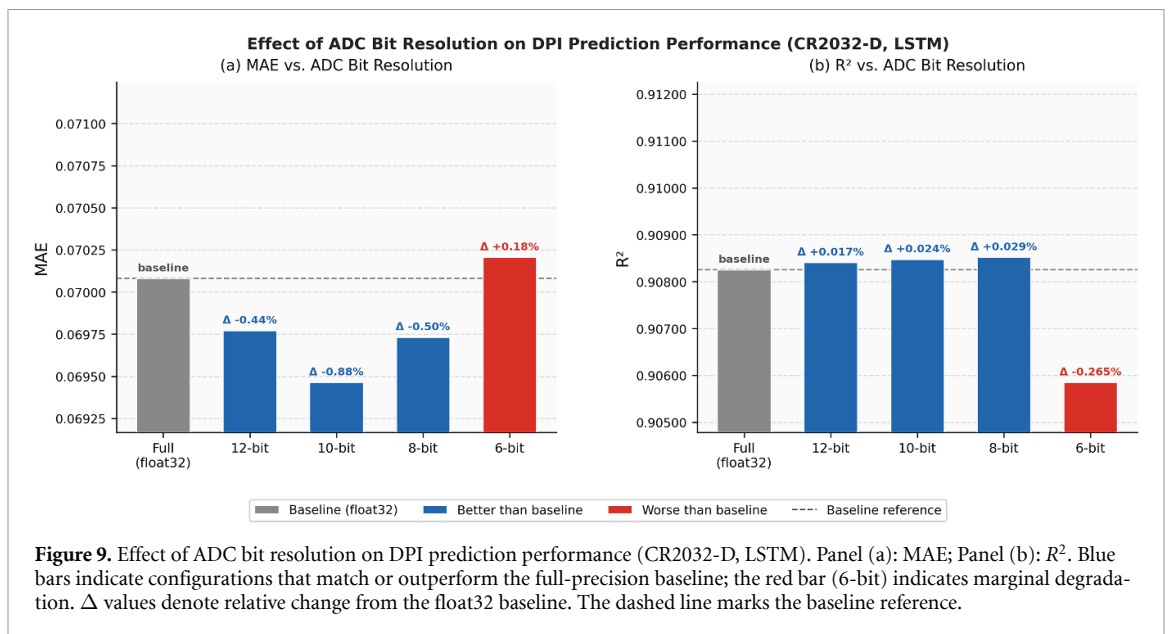 Effect of ADC Bit Resolution on DPI Prediction Performance (CR2032-D, LSTM)
(a) MAE vs. ADC Bit Resolution
MAE
0.07100
0.07075
0.07050
0.07025
0.07000
0.06975
0.06950
0.06925
baseline
Δ -0.44%
Δ -0.88%
Δ -0.50%
Δ +0.18%
Full
(float32)
12-bit
10-bit
8-bit
6-bit
(b) R² vs. ADC Bit Resolution
R²
0.91200
0.91100
0.91000
0.90900
0.90800
0.90700
0.90600
0.90500
baseline
Δ +0.017%
Δ +0.024%
Δ +0.029%
Δ -0.265%
Full
(float32)
12-bit
10-bit
8-bit
6-bit
Baseline (float32)
Better than baseline
Worse than baseline
Baseline reference
Figure 9. Effect of ADC bit resolution on DPI prediction performance (CR2032-D, LSTM). Panel (a): MAE; Panel (b): R². Blue
bars indicate configurations that match or outperform the full-precision baseline; the red bar (6-bit) indicates marginal degrada-
tion. Δ values denote relative change from the float32 baseline. The dashed line marks the baseline reference.